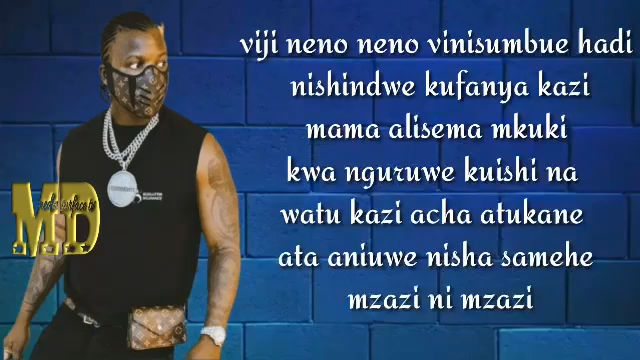 viji neno neno vinisumbue hadi
nishindwe kufanya kazi
mama alisema mkuki
kwa nguruwe kuishi na
watu kazi acha atukane
ata aniuwe nisha samehe
mzazi ni mzazi
MD